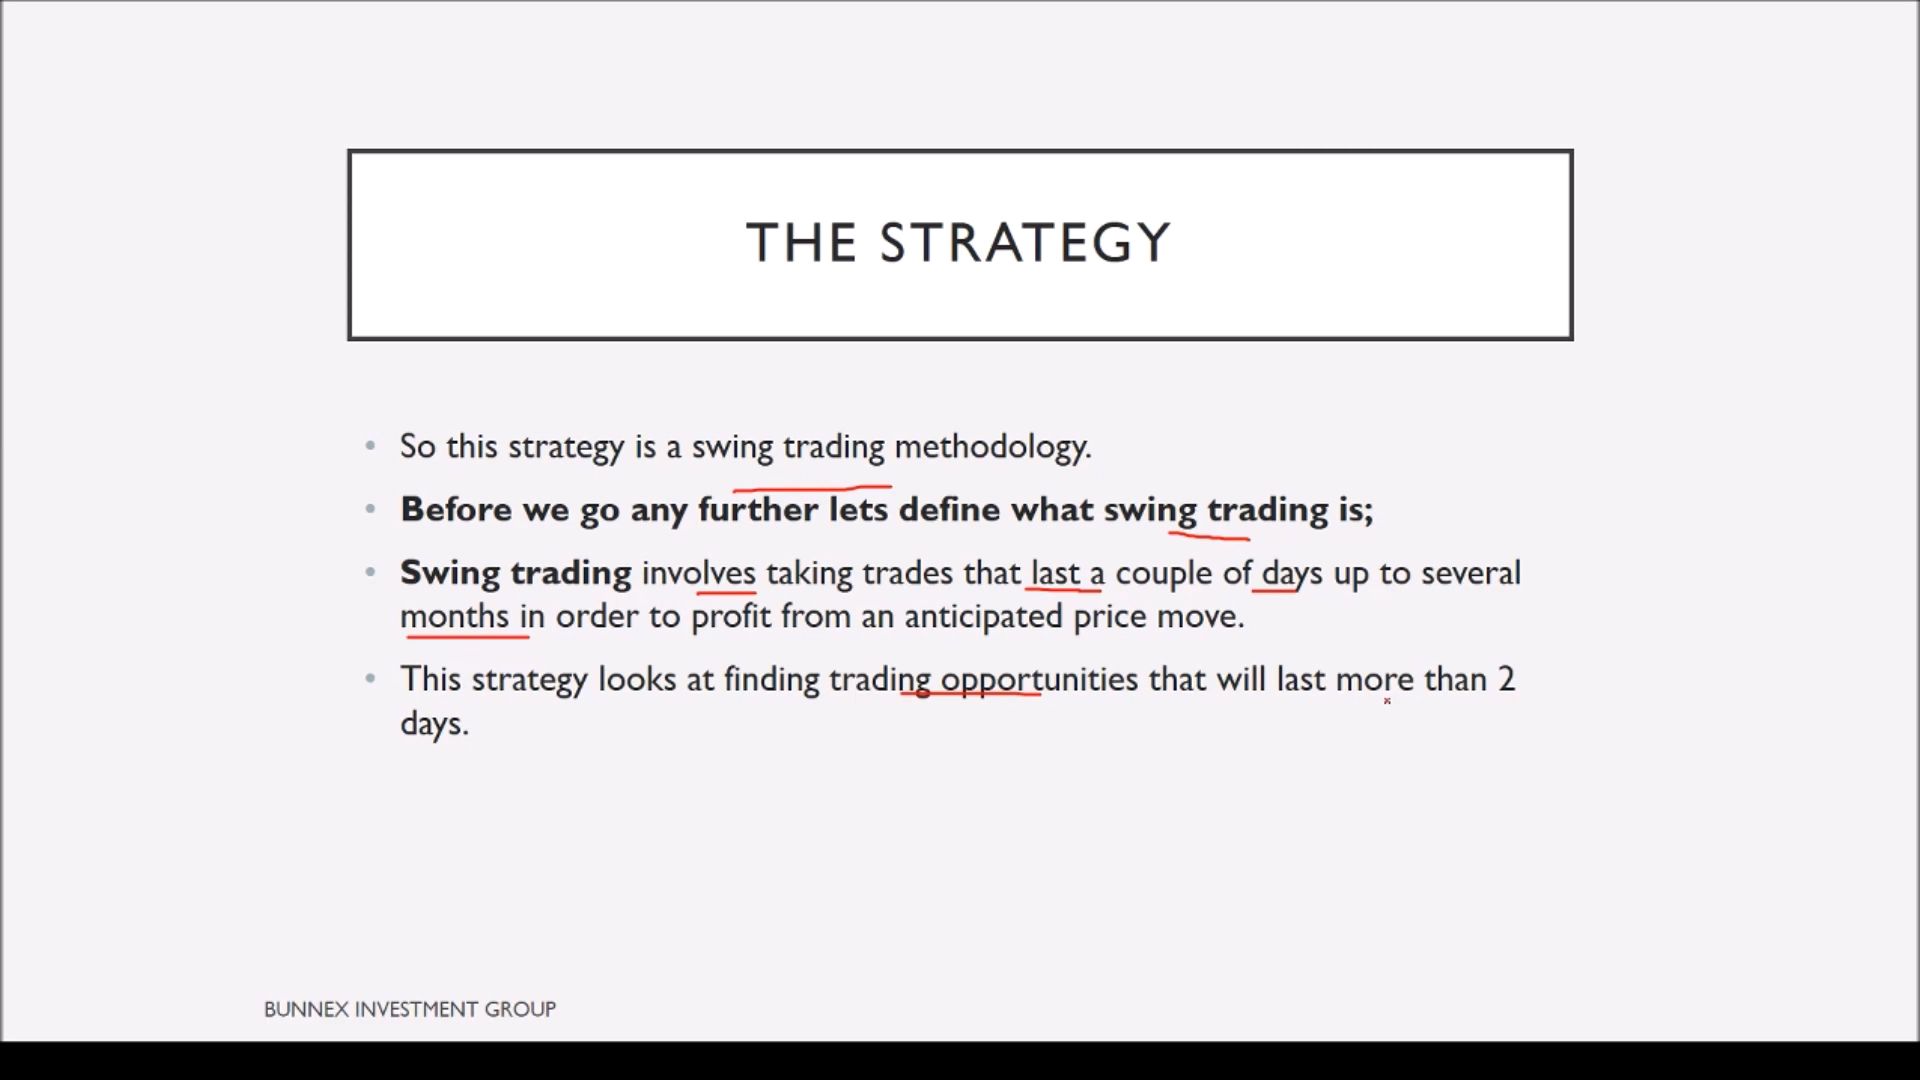 THE STRATEGY
• So this strategy is a swing trading methodology.
• Before we go any further lets define what swing trading is;
• Swing trading involves taking trades that last a couple of days up to several
months in order to profit from an anticipated price move.
• This strategy looks at finding trading opportunities that will last more than 2
days.
BUNNEX INVESTMENT GROUP